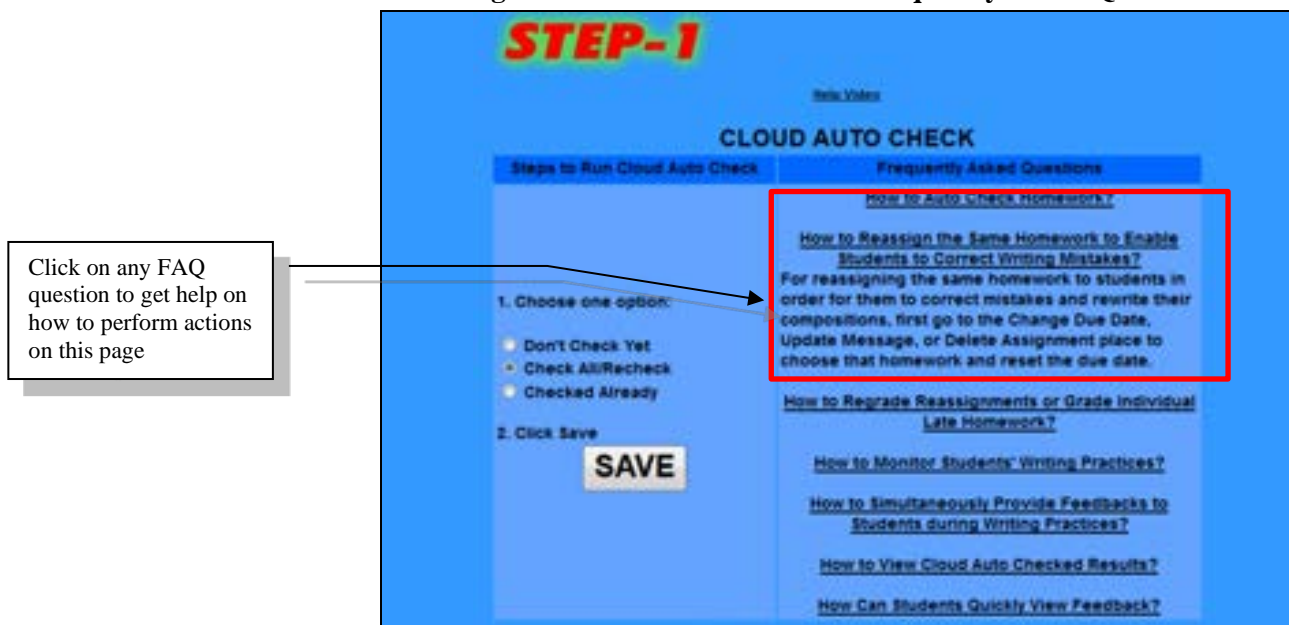 STEP-1
Help Video
CLOUD AUTO CHECK
Steps to Run Cloud Auto Check
Frequently Asked Questions
How to Auto Check Homework?
How to Reassign the Same Homework to Enable
Students to Correct Writing Mistakes?
For reassigning the same homework to students in
order for them to correct mistakes and rewrite their
compositions, first go to the Change Due Date,
Update Message, or Delete Assignment place to
choose that homework and reset the due date.
How to Regrade Reassignments or Grade Individual
Late Homework?
How to Monitor Students' Writing Practices?
How to Simultaneously Provide Feedbacks to
Students during Writing Practices?
How to View Cloud Auto Checked Results?
How Can Students Quickly View Feedback?
1. Choose one option:
Don't Check Yet
Check All/Recheck
Checked Already
2. Click Save
SAVE
Click on any FAQ
question to get help on
how to perform actions
on this page